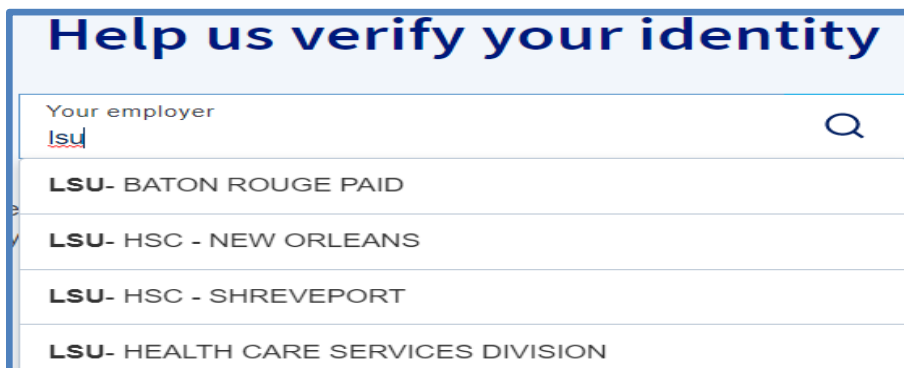 Help us verify your identity
Your employer
lsu
LSU- BATON ROUGE PAID
LSU- HSC - NEW ORLEANS
LSU- HSC - SHREVEPORT
LSU- HEALTH CARE SERVICES DIVISION